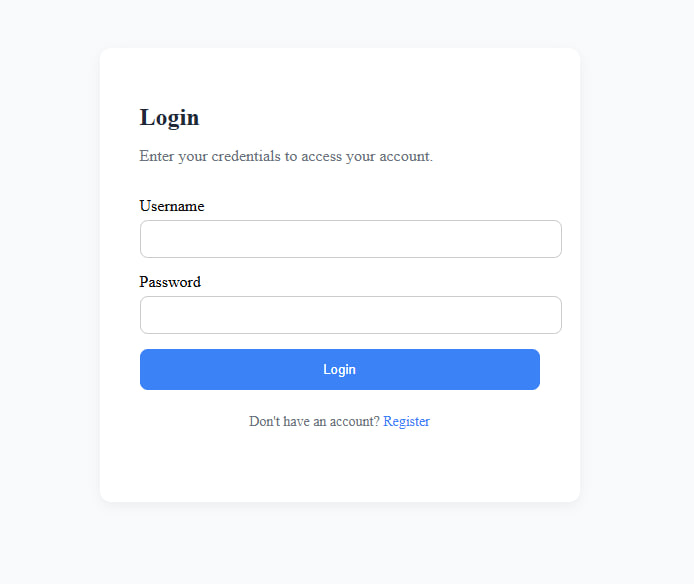 Login
Enter your credentials to access your account.
Username
Password
Login
Don't have an account? Register